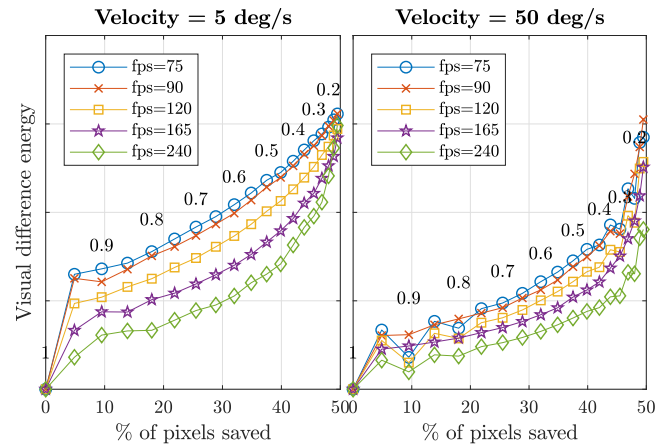 Velocity = 5 deg/s
Velocity = 50 deg/s
fps=75
fps=90
fps=120
fps=165
fps=240
fps=75
fps=90
fps=120
fps=165
fps=240
Visual difference energy
1
0.9
0.8
0.7
0.6
0.5
0.4
0.3
0.2
1
0.9
0.8
0.7
0.6
0.5
0.4
0.3
0.2
0 10 20 30 40 50
0 10 20 30 40 50
% of pixels saved
% of pixels saved